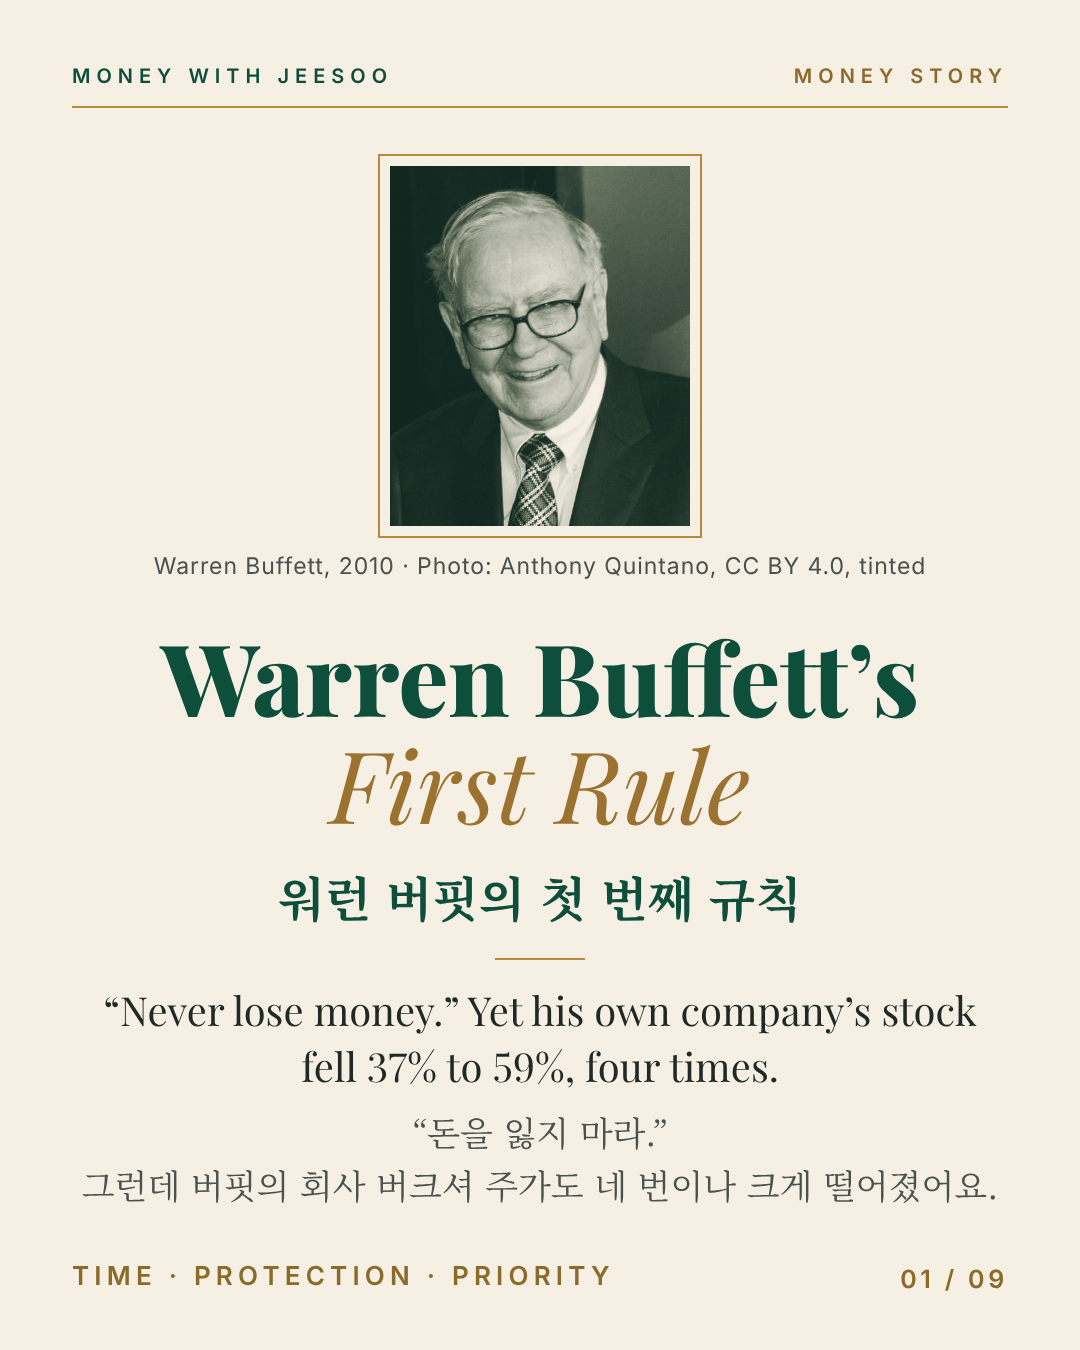 MONEY WITH JEESOO
MONEY STORY
Warren Buffett, 2010 · Photo: Anthony Quintano, CC BY 4.0, tinted
Warren Buffett’s
First Rule
워런 버핏의 첫 번째 규칙
“Never lose money.” Yet his own company’s stock
fell 37% to 59%, four times.
“돈을 잃지 마라.”
그런데 버핏의 회사 버크셔 주가도 네 번이나 크게 떨어졌어요.
TIME · PROTECTION · PRIORITY
01 / 09